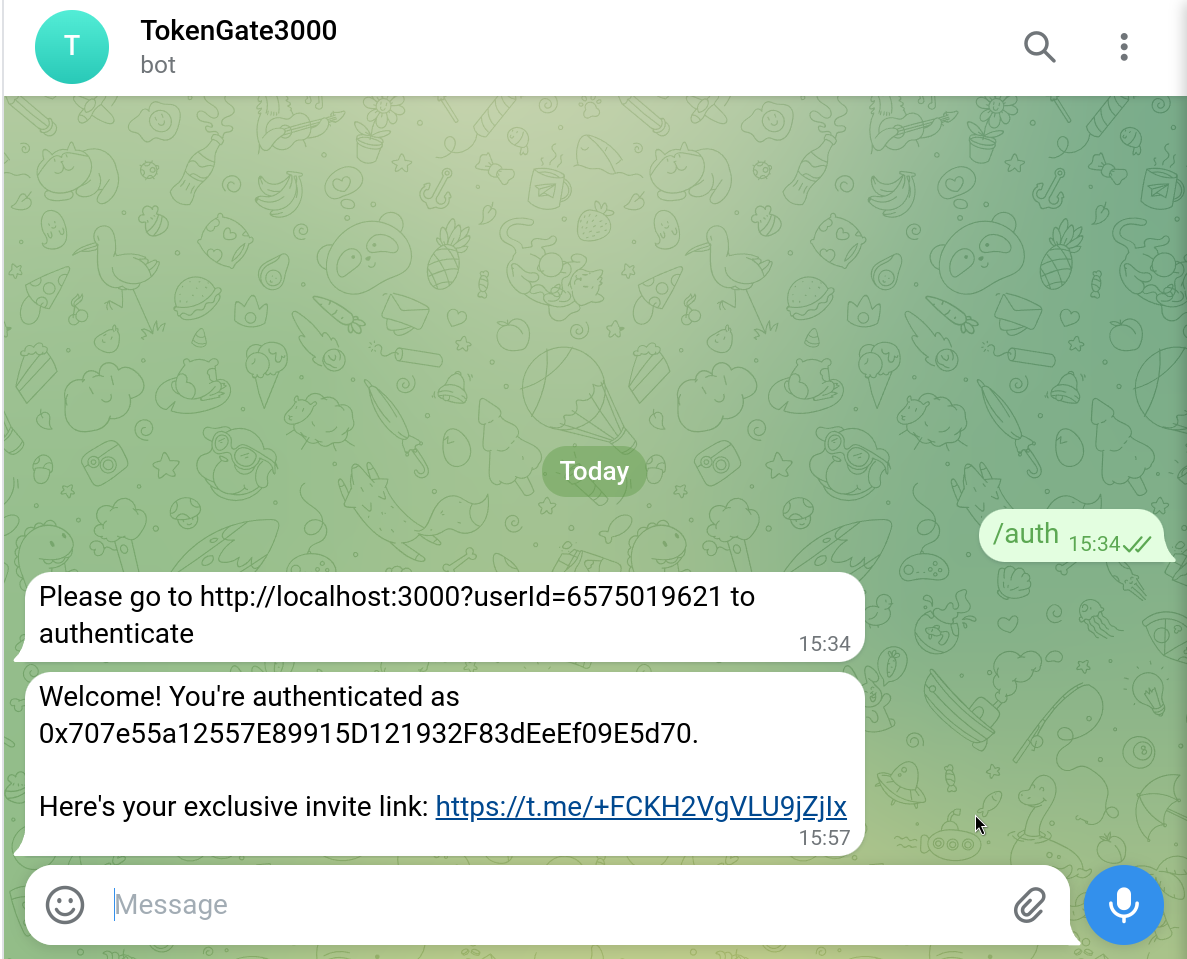 T
TokenGate3000
bot
Today
/auth 15:34
Please go to http://localhost:3000?userId=6575019621 to
authenticate
15:34
Welcome! You're authenticated as
0x707e55a12557E89915D121932F83dEeEf09E5d70.
Here's your exclusive invite link: https://t.me/+FCKH2VgVLU9jZjIx
15:57
Message